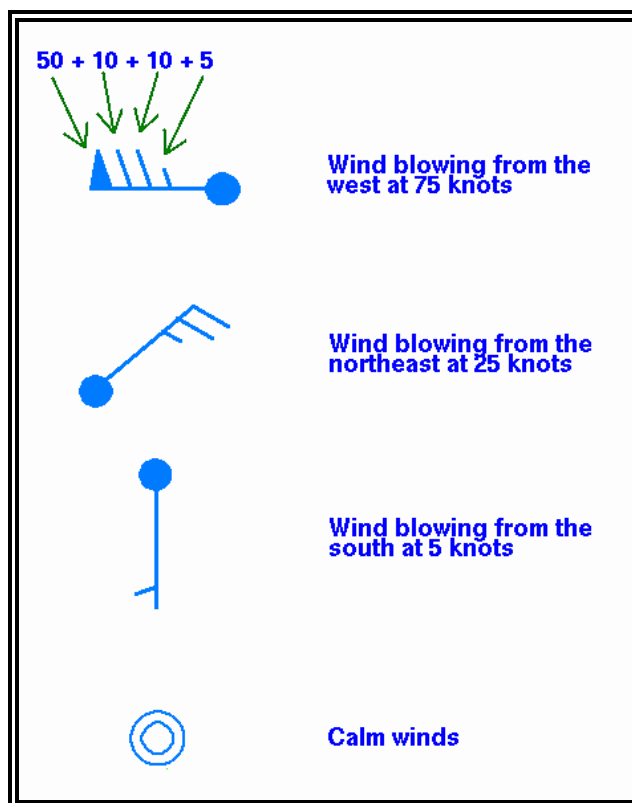 50 + 10 + 10 + 5
Wind blowing from the
west at 75 knots
Wind blowing from the
northeast at 25 knots
Wind blowing from the
south at 5 knots
Calm winds